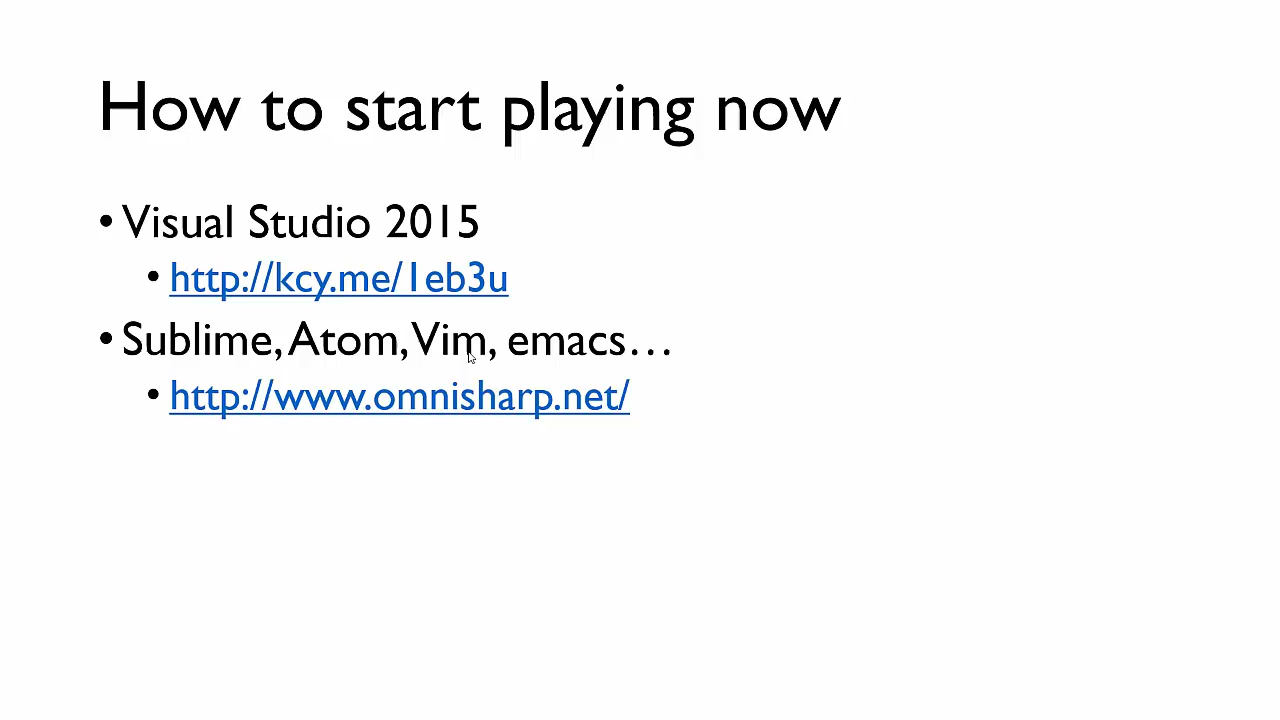 How to start playing now
• Visual Studio 2015
• http://kcy.me/1eb3u
• Sublime, Atom, Vim, emacs…
• http://www.omnisharp.net/